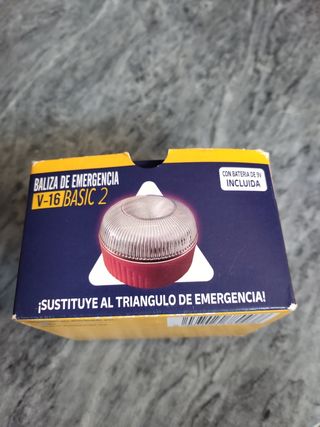 BALIZA DE EMERGENCIA
V-16 BASIC 2
CON BATERIA DE 9V
INCLUIDA
¡SUSTITUYE AL TRIANGULO DE EMERGENCIA!